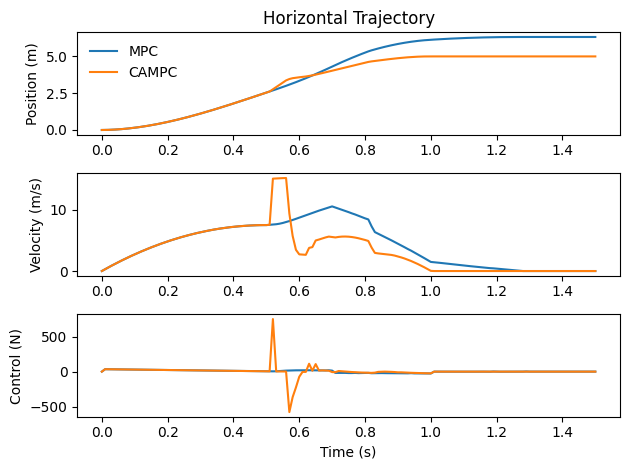 Horizontal Trajectory
Position (m)
5.0
2.5
0.0
MPC
CAMPC
0.0 0.2 0.4 0.6 0.8 1.0 1.2 1.4
Velocity (m/s)
10
0
0.0 0.2 0.4 0.6 0.8 1.0 1.2 1.4
Control (N)
500
0
−500
0.0 0.2 0.4 0.6 0.8 1.0 1.2 1.4
Time (s)